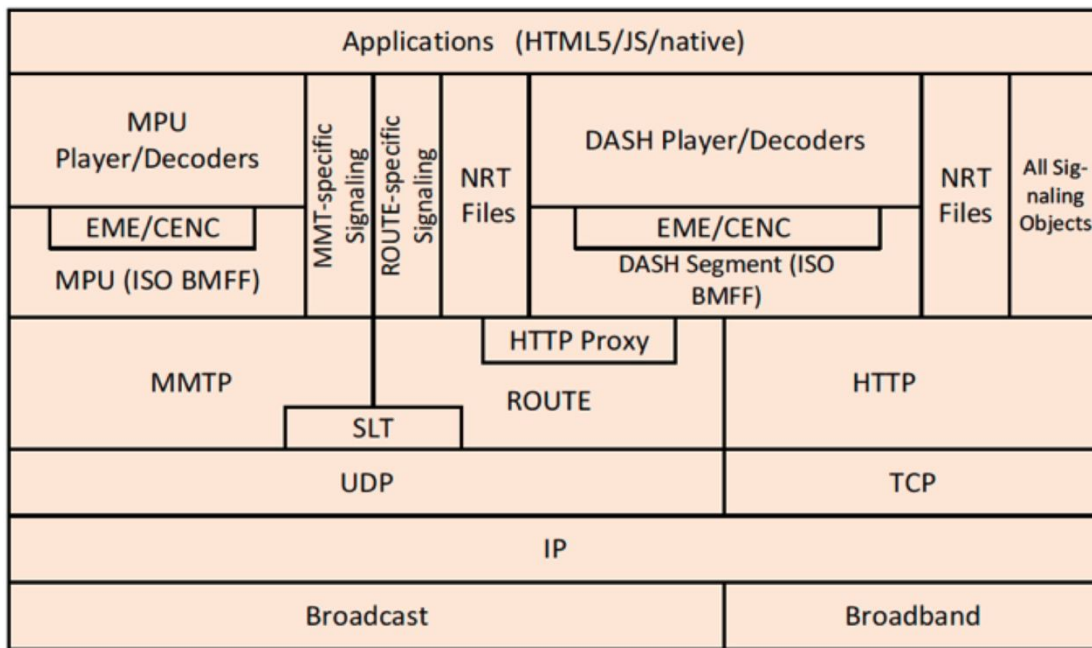 Applications (HTML5/JS/native)
MPU
Player/Decoders
EME/CENC
MPU (ISO BMFF)
MMT-specific
Signaling
ROUTE-specific
Signaling
NRT
Files
DASH Player/Decoders
EME/CENC
DASH Segment (ISO
BMFF)
NRT
Files
All Sig-
naling
Objects
MMTP
SLT
HTTP Proxy
ROUTE
HTTP
UDP
TCP
IP
Broadcast
Broadband